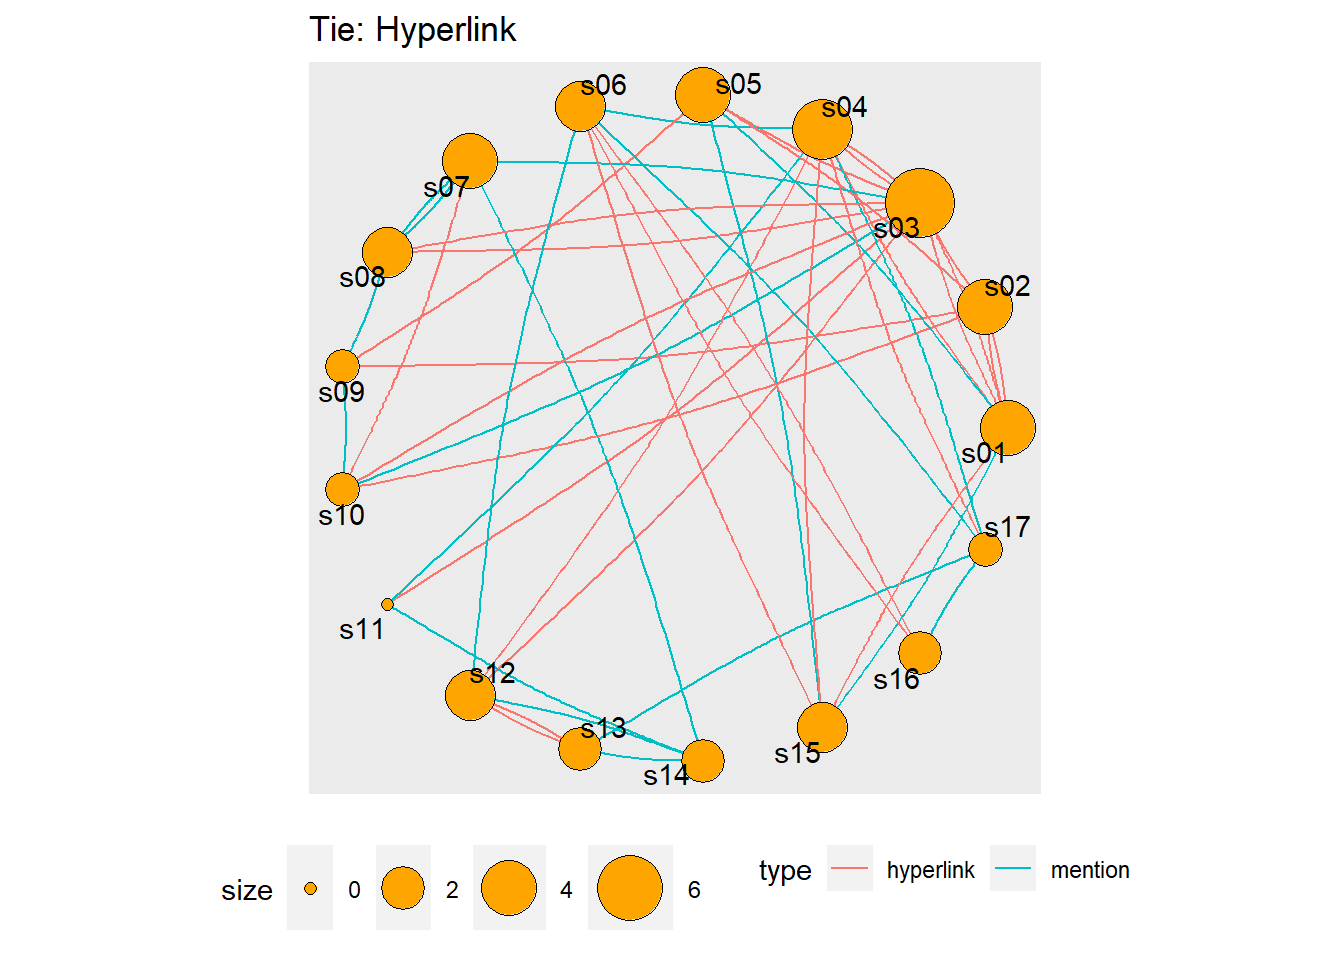 Tie: Hyperlink
s06
s05
s04
s07
s03
s08
s02
s09
s01
s10
s17
s11
s12
s16
s13
s15
s14
size 0 2 4 6 type hyperlink mention